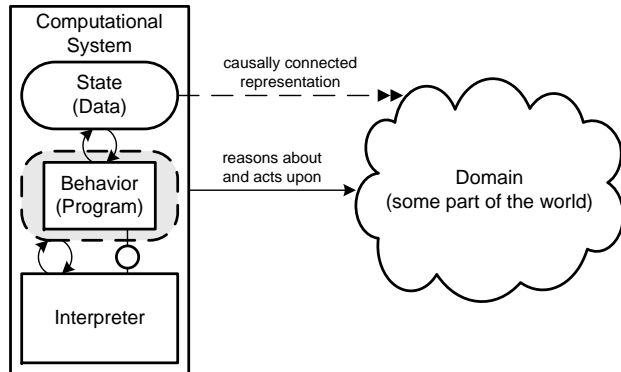 Computational
System
State
(Data)
causally connected
representation
Behavior
(Program)
reasons about
and acts upon
Domain
(some part of the world)
Interpreter